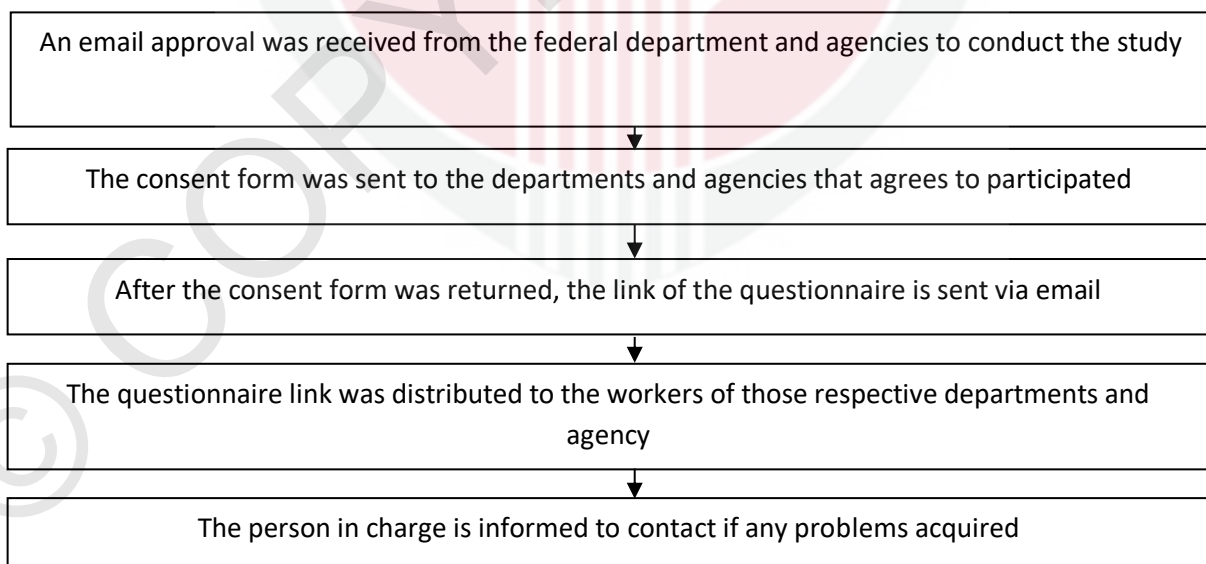 An email approval was received from the federal department and agencies to conduct the study
The consent form was sent to the departments and agencies that agrees to participated
After the consent form was returned, the link of the questionnaire is sent via email
The questionnaire link was distributed to the workers of those respective departments and
agency
The person in charge is informed to contact if any problems acquired
© COPY